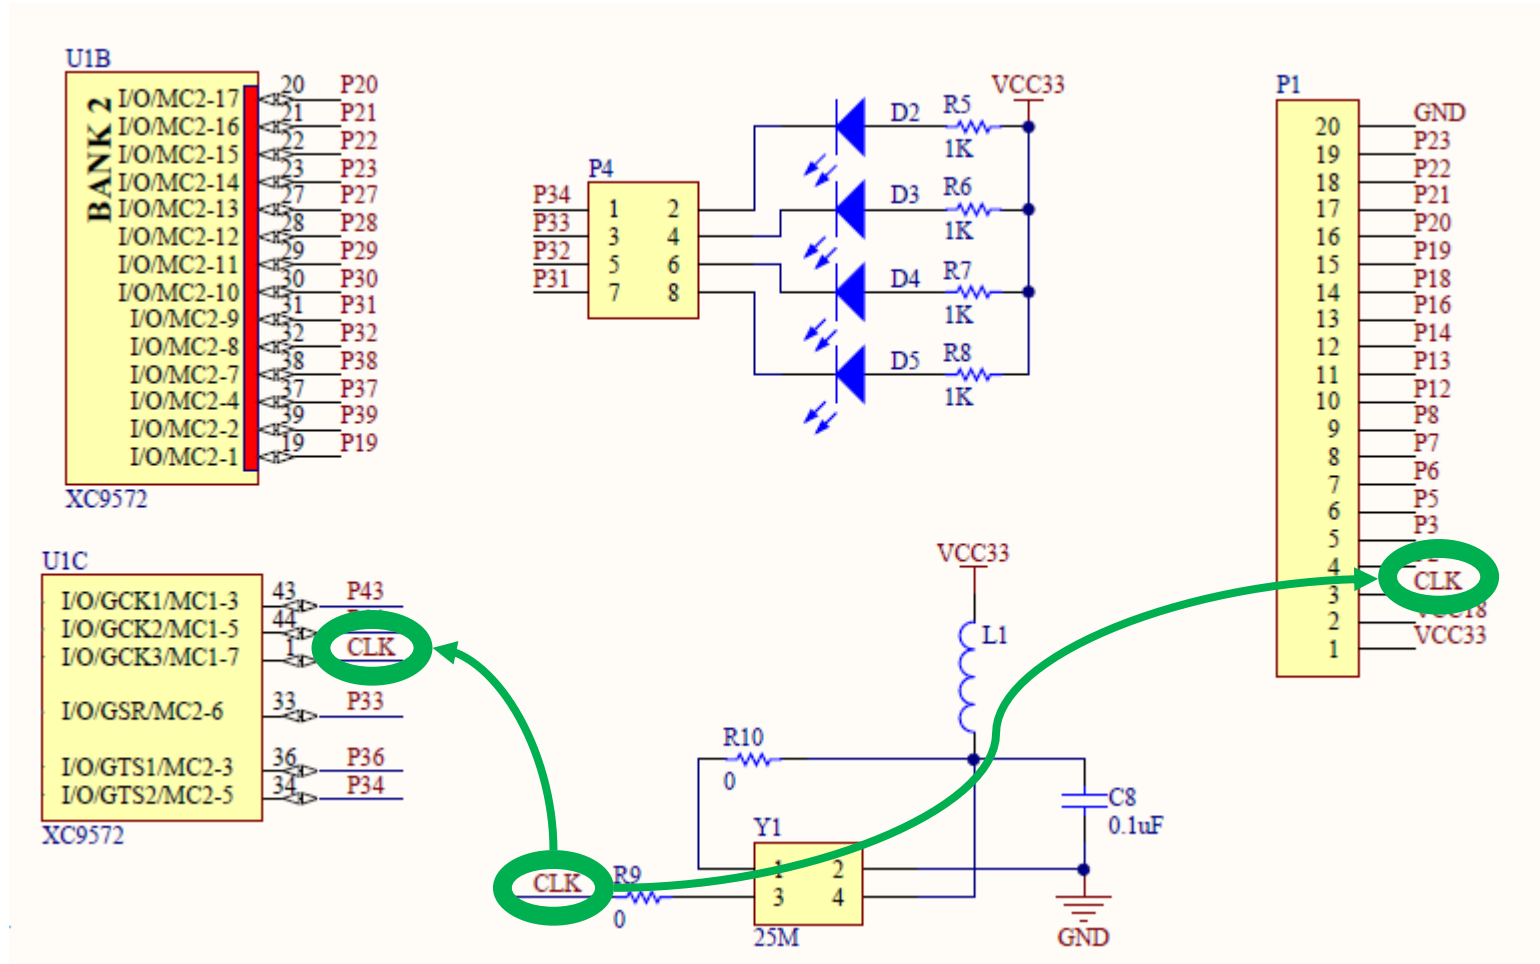 U1B
BANK 2
I/O/MC2-17 20 P20
I/O/MC2-16 21 P21
I/O/MC2-15 22 P22
I/O/MC2-14 23 P23
I/O/MC2-13 27 P27
I/O/MC2-12 28 P28
I/O/MC2-11 29 P29
I/O/MC2-10 30 P30
I/O/MC2-9 31 P31
I/O/MC2-8 32 P32
I/O/MC2-7 38 P38
I/O/MC2-4 37 P37
I/O/MC2-2 39 P39
I/O/MC2-1 19 P19
XC9572
P4
P34 1 2
P33 3 4
P32 5 6
P31 7 8
VCC33
D2 R5
1K
D3 R6
1K
D4 R7
1K
D5 R8
1K
P1
20 GND
19 P23
18 P22
17 P21
16 P20
15 P19
14 P18
13 P16
12 P14
11 P13
10 P12
9 P8
8 P7
7 P6
6 P5
5 P3
4
3 CLK
2 VCC18
1 VCC33
U1C
I/O/GCK1/MC1-3 43 P43
I/O/GCK2/MC1-5 44
I/O/GCK3/MC1-7 1 CLK
I/O/GSR/MC2-6 33 P33
I/O/GTS1/MC2-3 36 P36
I/O/GTS2/MC2-5 34 P34
XC9572
VCC33
L1
R10
0
C8
0.1uF
Y1
1 2
3 4
25M
CLK
R9
0
GND